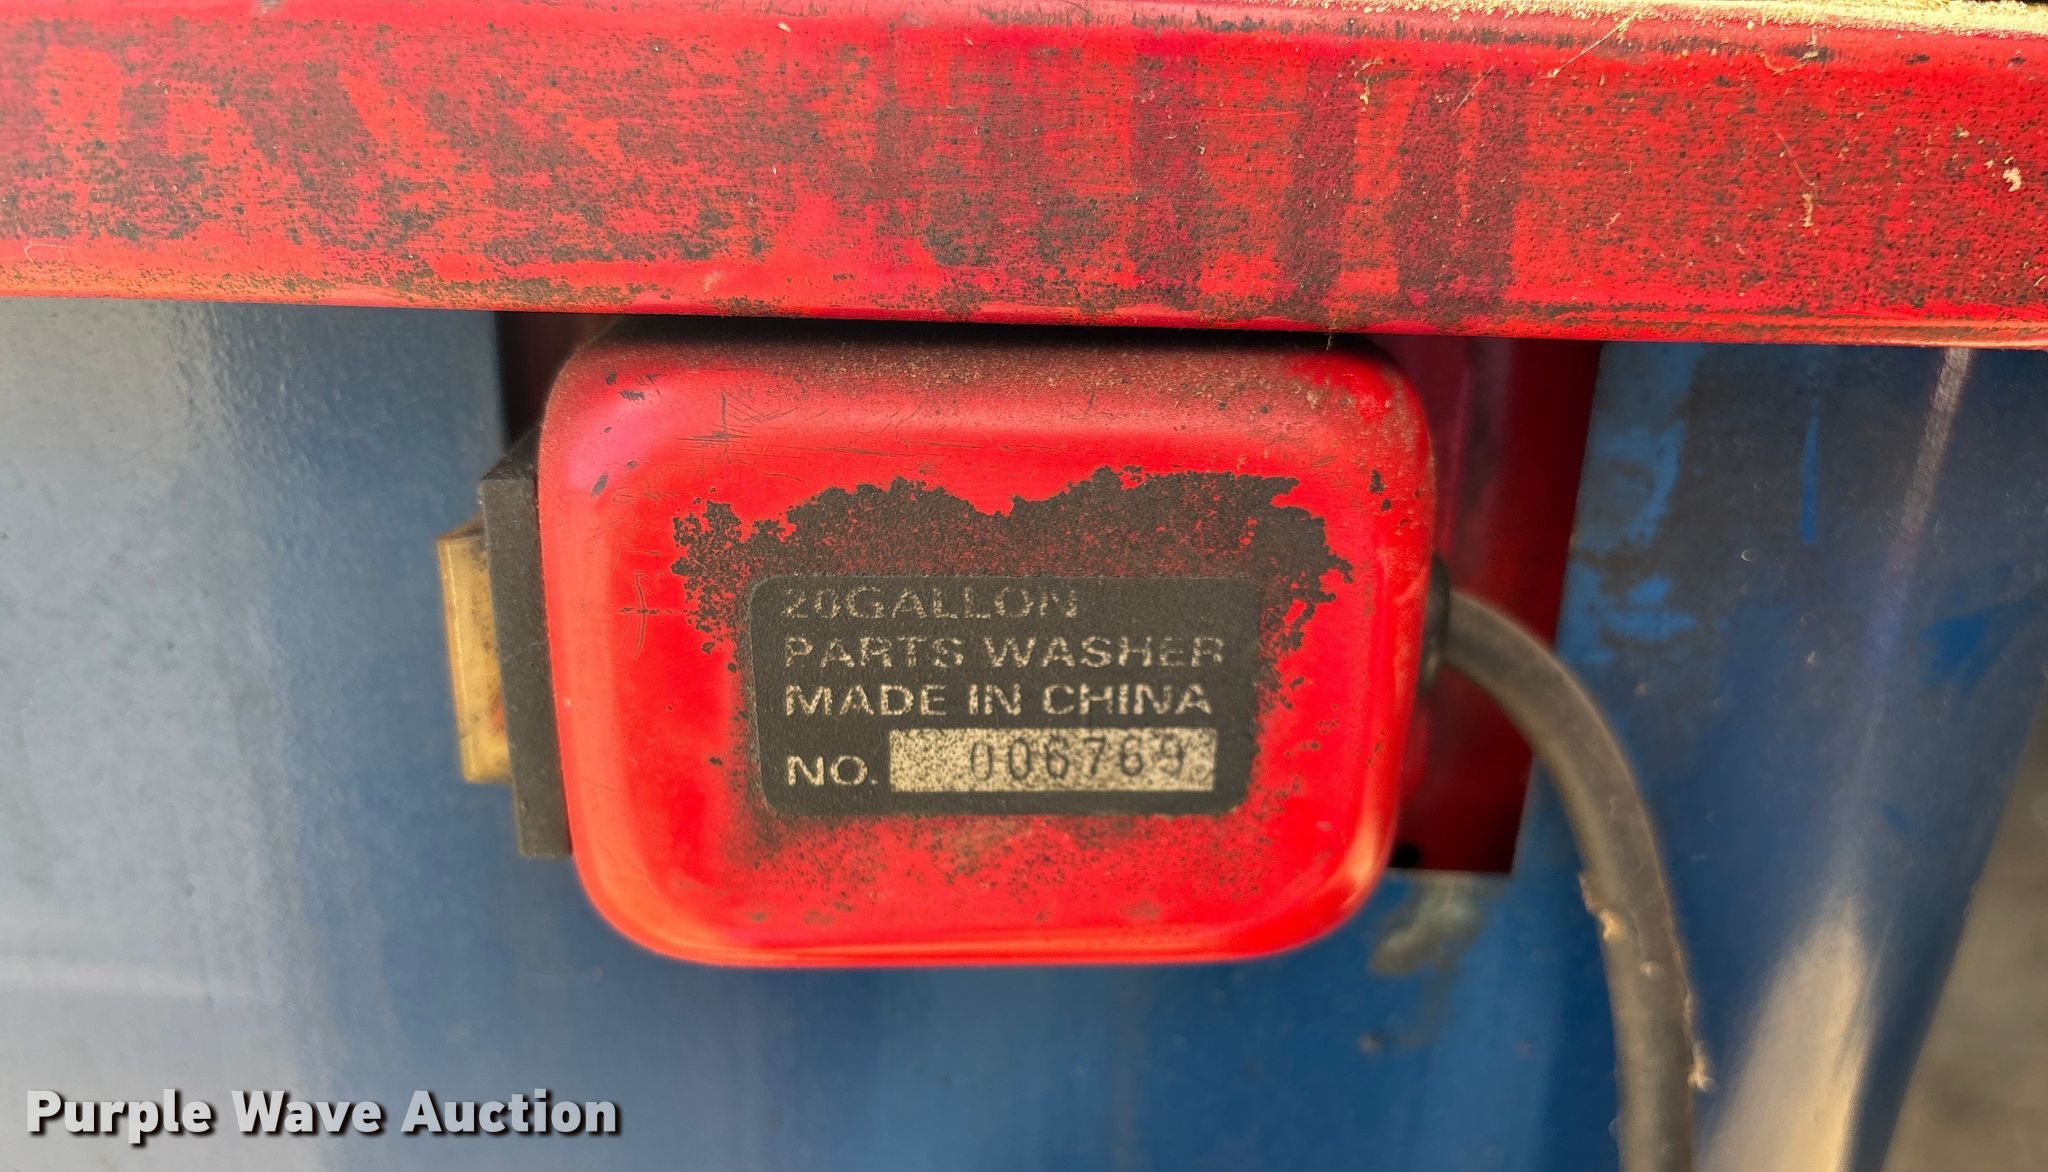 20GALLON
PARTS WASHER
MADE IN CHINA
NO. 006769
Purple Wave Auction